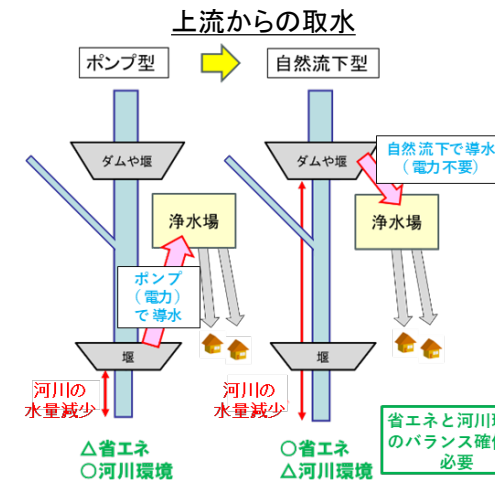 上流からの取水
ポンプ型
自然流下型
ダムや堰
浄水場
ポンプ
（電力）
で導水
堰
河川の
水量減少
△省エネ
○河川環境
ダムや堰
自然流下で導水
（電力不要）
浄水場
堰
河川の
水量減少
○省エネ
△河川環境
省エネと河川環
のバランス確
必要